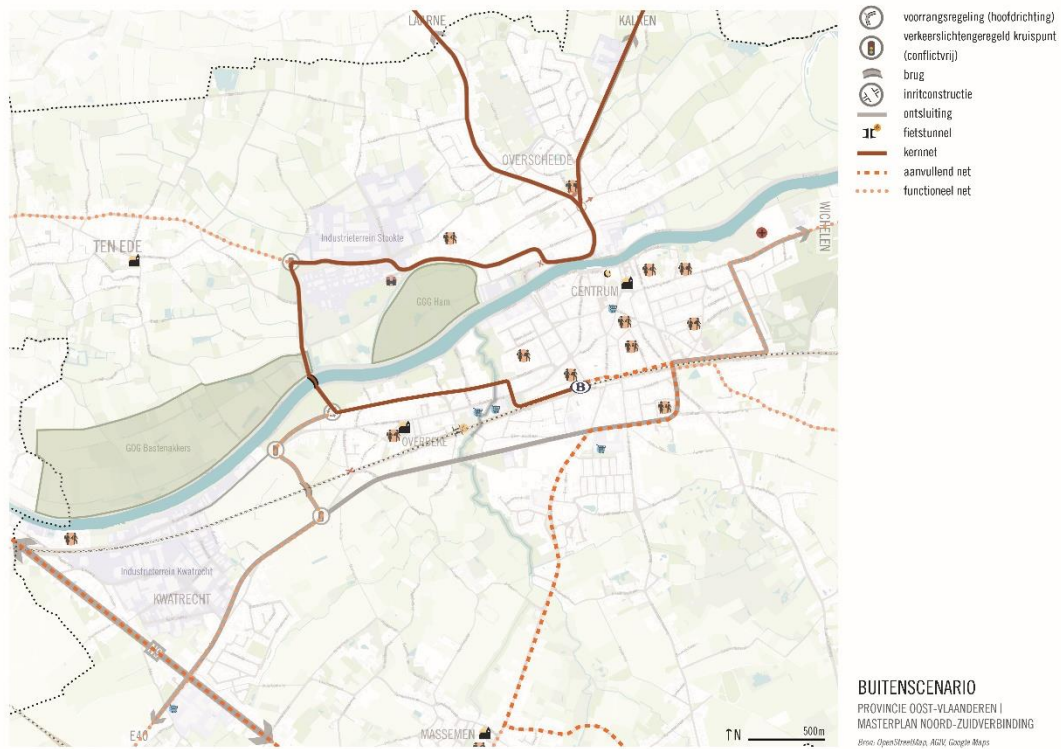 LAARNE
KALKEN
OVERSCHELDE
WICHELEN
TEN EDE
Industrieterrein Stookte
GGG Ham
CENTRUM
B
OVERBEKE
GOG Bastenakkers
Industrieterrein Kwatrecht
KWATRECHT
E40
MASSEMEN
N
500m
voorrangsregeling (hoofdrichting)
verkeerslichtengeregeld kruispunt
(conflictvrij)
brug
inritconstructie
ontsluiting
fietstunnel
kernnet
aanvullend net
functioneel net
BUITENSCENARIO
PROVINCIE OOST-VLAANDEREN |
MASTERPLAN NOORD-ZUIDVERBINDING
Bron: OpenStreetMap, AGIV, Google Maps